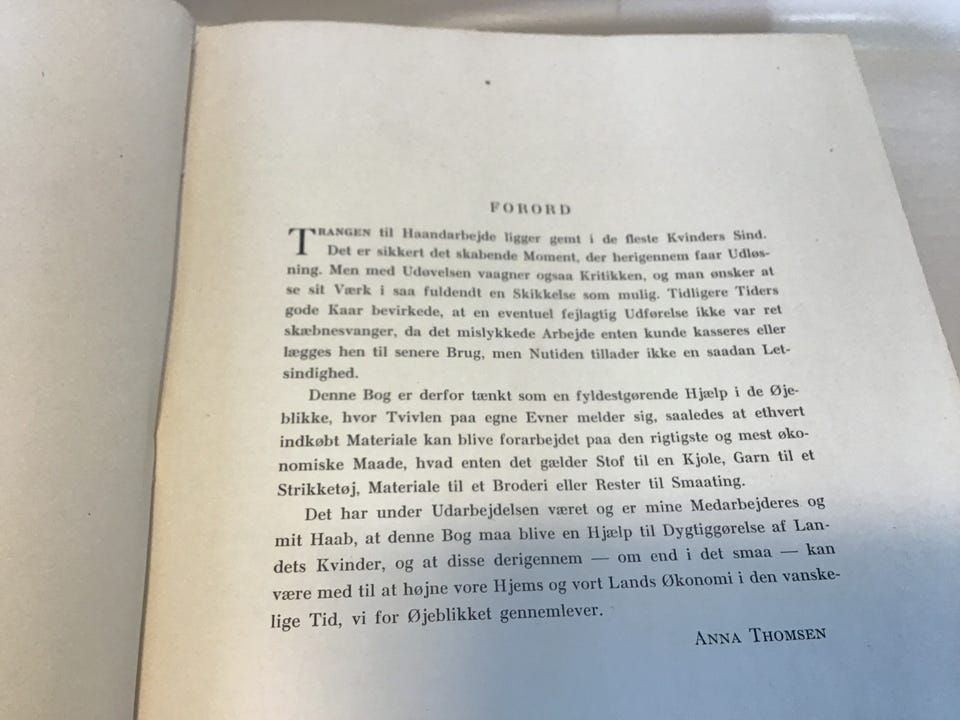 FORORD
TRANGEN til Haandarbejde ligger gemt i de fleste Kvinders Sind.
Det er sikkert det skabende Moment, der herigennem faar Udløs-
ning. Men med Udøvelsen vaagner ogsaa Kritikken, og man ønsker at
se sit Værk i saa fuldendt en Skikkelse som mulig. Tidligere Tiders
gode Kaar bevirkede, at en eventuel fejlagtig Udførelse ikke var ret
skæbnesvanger, da det mislykkede Arbejde enten kunde kasseres eller
lægges hen til senere Brug, men Nutiden tillader ikke en saadan Let-
sindighed.
Denne Bog er derfor tænkt som en fyldestgørende Hjælp i de Øje-
blikke, hvor Tvivlen paa egne Evner melder sig, saaledes at ethvert
indkøbt Materiale kan blive forarbejdet paa den rigtigste og mest øko-
nomiske Maade, hvad enten det gælder Stof til en Kjole, Garn til et
Strikketøj, Materiale til et Broderi eller Rester til Smaating.
Det har under Udarbejdelsen været og er mine Medarbejderes og
mit Haab, at denne Bog maa blive en Hjælp til Dygtiggørelse af Lan-
dets Kvinder, og at disse derigennem — om end i det smaa — kan
være med til at højne vore Hjems og vort Lands Økonomi i den vanske-
lige Tid, vi for Øjeblikket gennemlever.
ANNA THOMSEN